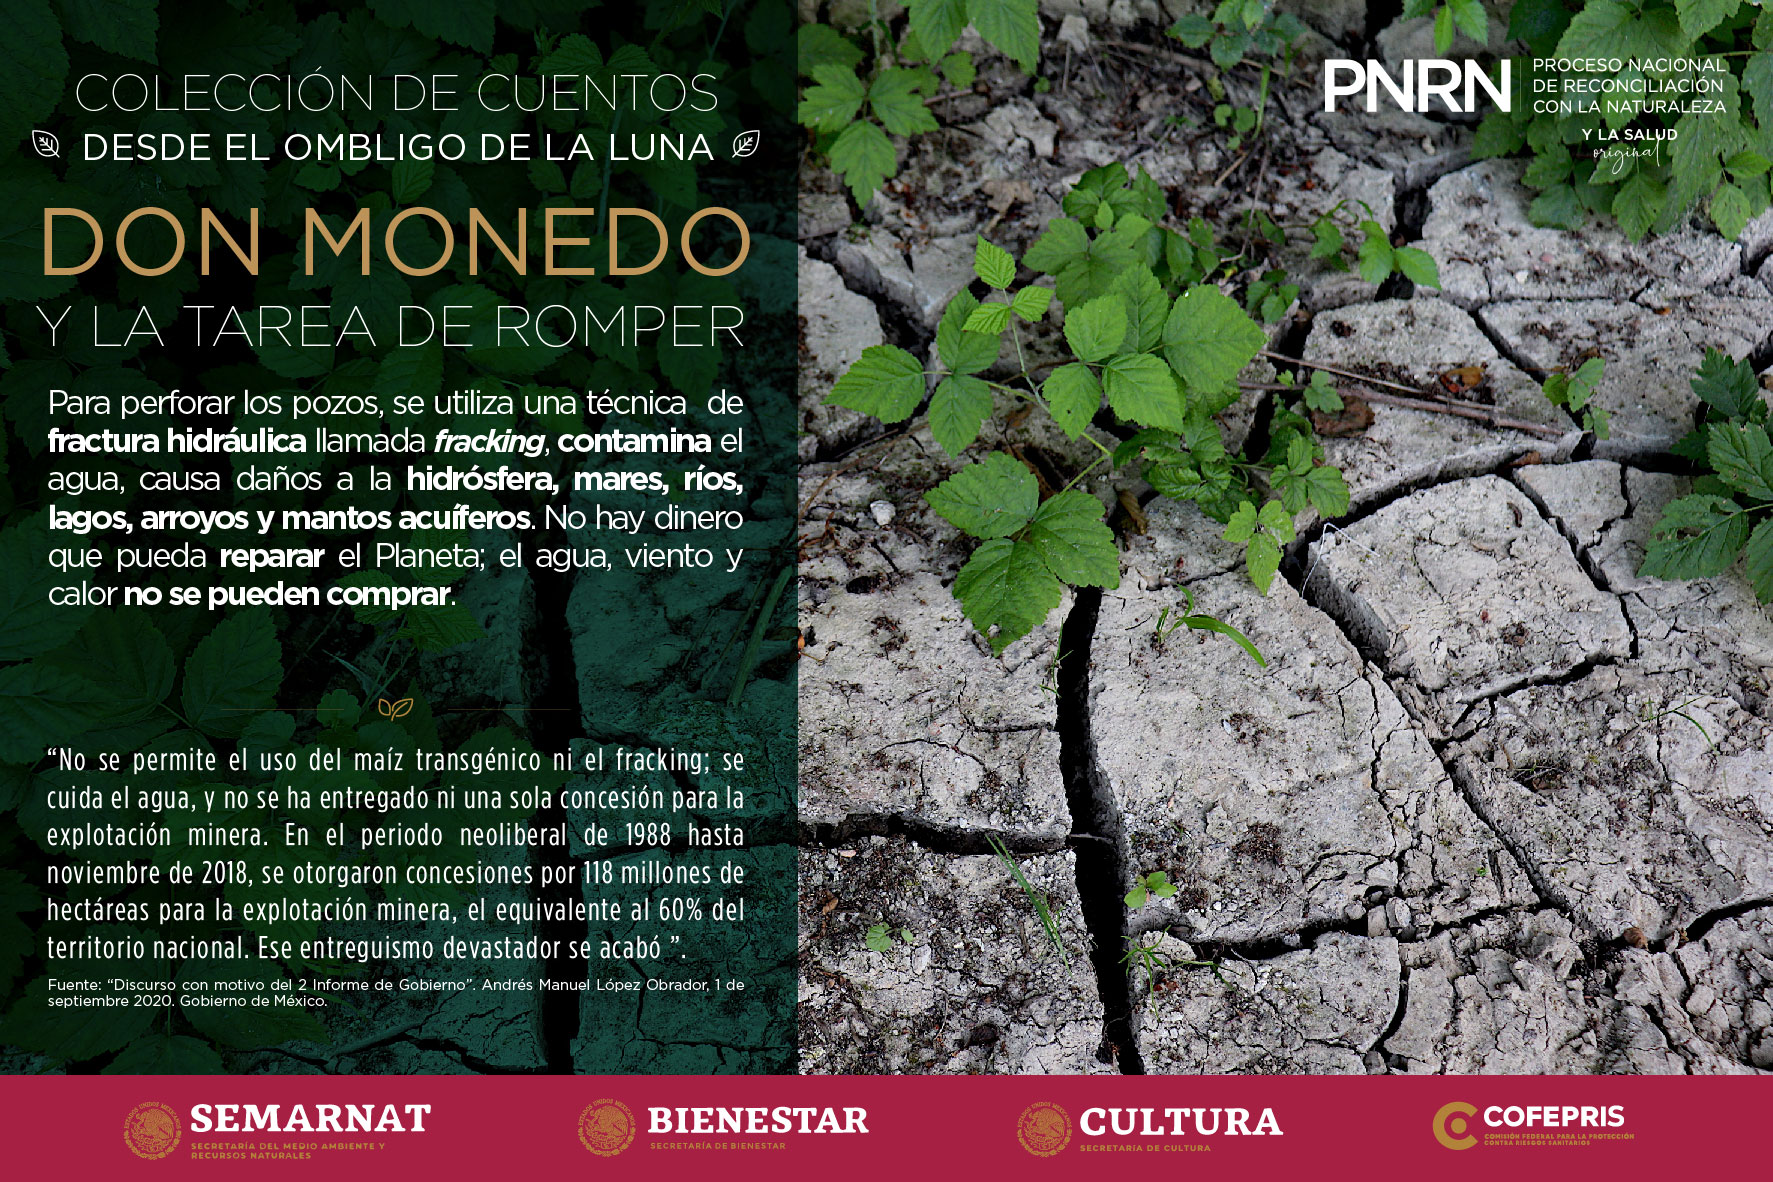 COLECCIÓN DE CUENTOS
DESDE EL OMBLIGO DE LA LUNA
DON MONEDO
Y LA TAREA DE ROMPER
Para perforar los pozos, se utiliza una técnica de
fractura hidráulica llamada fracking, contamina el
agua, causa daños a la hidrósfera, mares, ríos,
lagos, arroyos y mantos acuíferos. No hay dinero
que pueda reparar el Planeta; el agua, viento y
calor no se pueden comprar.
“No se permite el uso del maíz transgénico ni el fracking; se
cuida el agua, y no se ha entregado ni una sola concesión para la
explotación minera. En el periodo neoliberal de 1988 hasta
noviembre de 2018, se otorgaron concesiones por 118 millones de
hectáreas para la explotación minera, el equivalente al 60% del
territorio nacional. Ese entreguismo devastador se acabó ”.
Fuente: “Discurso con motivo del 2 Informe de Gobierno”. Andrés Manuel López Obrador, 1 de
septiembre 2020. Gobierno de México.
PNRN
PROCESO NACIONAL
DE RECONCILIACIÓN
CON LA NATURALEZA
Y LA SALUD
original
SEMARNAT
SECRETARÍA DEL MEDIO AMBIENTE Y
RECURSOS NATURALES
BIENESTAR
SECRETARÍA DE BIENESTAR
CULTURA
SECRETARÍA DE CULTURA
COFEPRIS
COMISIÓN FEDERAL PARA LA PROTECCIÓN
CONTRA RIESGOS SANITARIOS